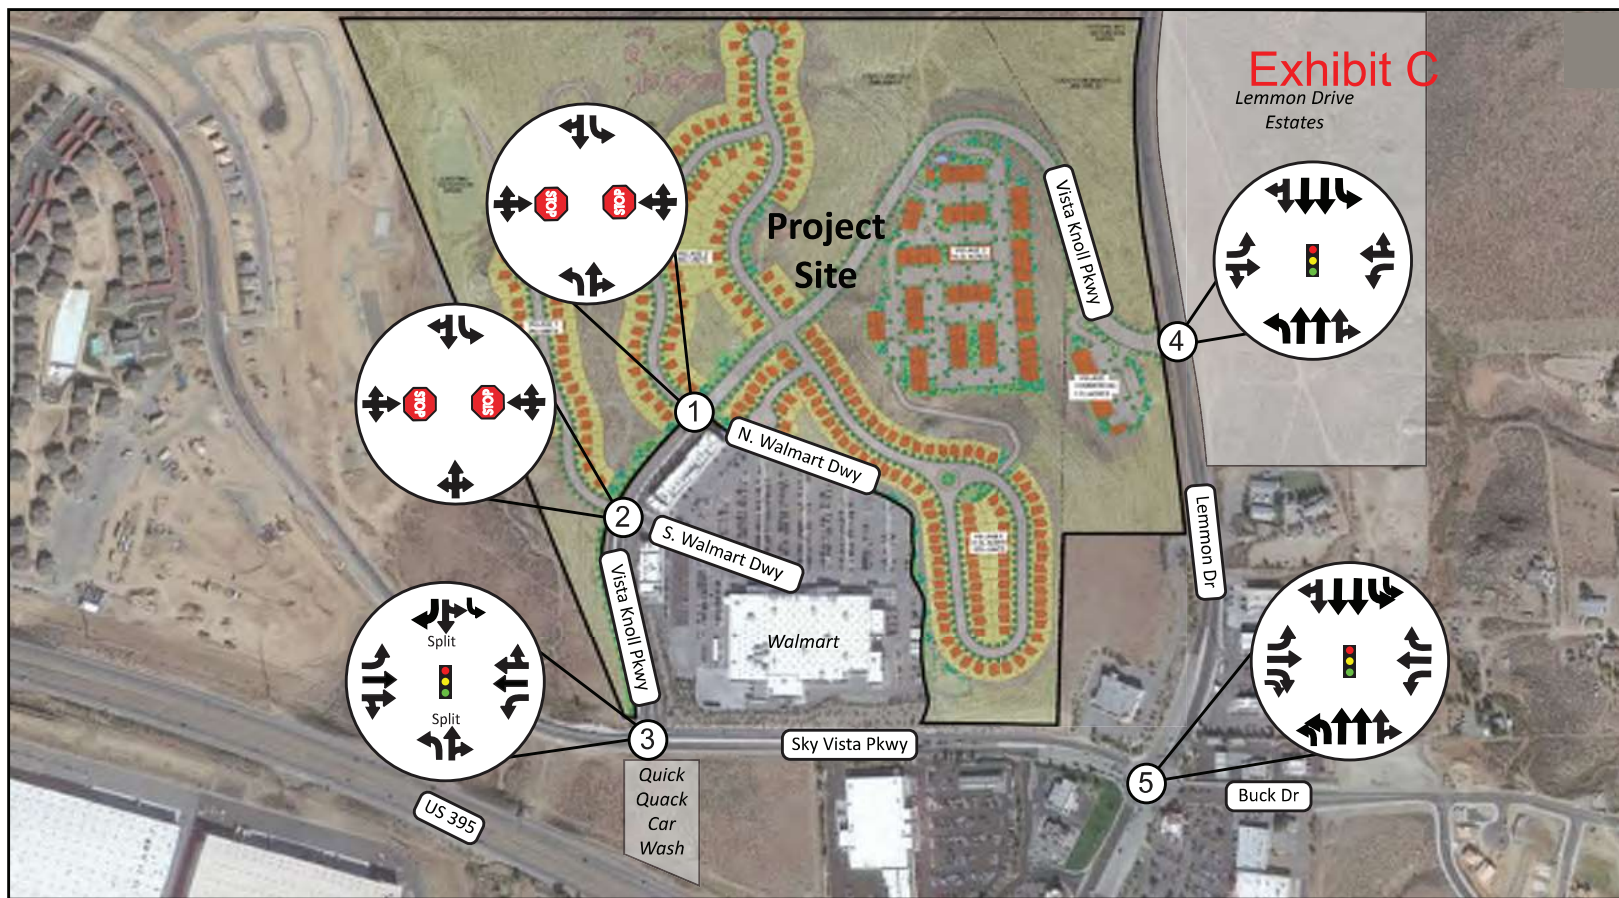 Exhibit C
Lemmon Drive
Estates
STOP
STOP
Vista Knoll Pkwy
Project
Site
4
STOP
STOP
1
N. Walmart Dwy
2
S. Walmart Dwy
Lemmon Dr
Vista Knoll Pkwy
Walmart
Split
Split
3
Sky Vista Pkwy
5
Quick
Quack
Car
Wash
US 395
Buck Dr